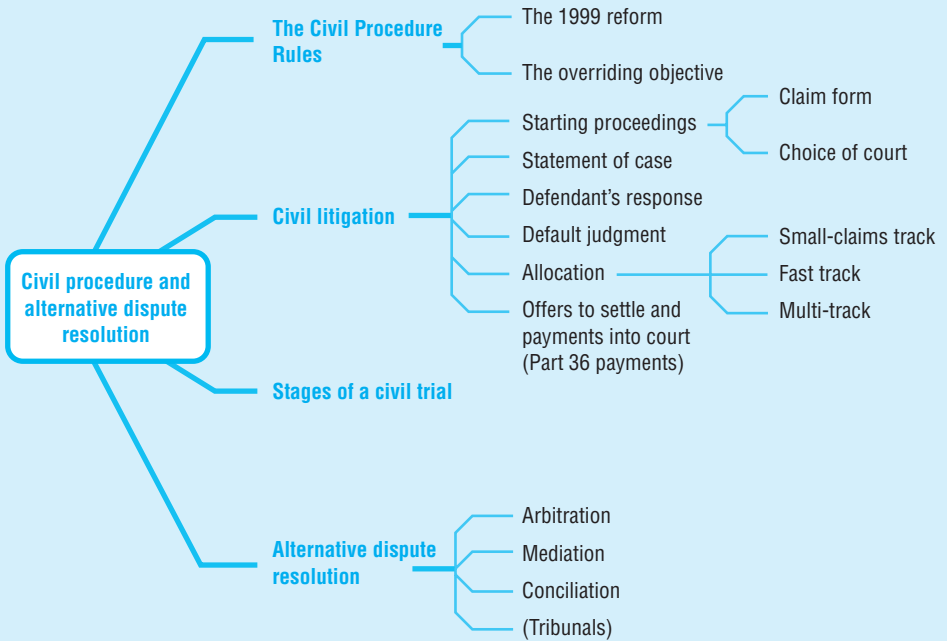 Civil procedure and
alternative dispute
resolution
The Civil Procedure
Rules
The 1999 reform
The overriding objective
Civil litigation
Starting proceedings
Claim form
Choice of court
Statement of case
Defendant’s response
Default judgment
Allocation
Small-claims track
Fast track
Multi-track
Offers to settle and
payments into court
(Part 36 payments)
Stages of a civil trial
Alternative dispute
resolution
Arbitration
Mediation
Conciliation
(Tribunals)